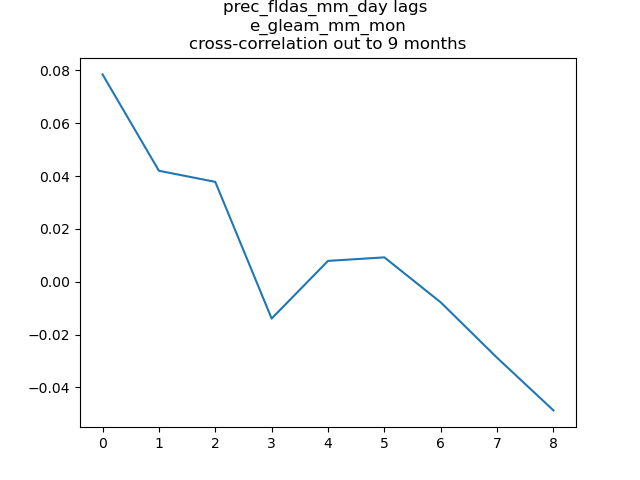 prec_fldas_mm_day lags
e_gleam_mm_mon
cross-correlation out to 9 months
0.08
0.06
0.04
0.02
0.00
−0.02
−0.04
0 1 2 3 4 5 6 7 8